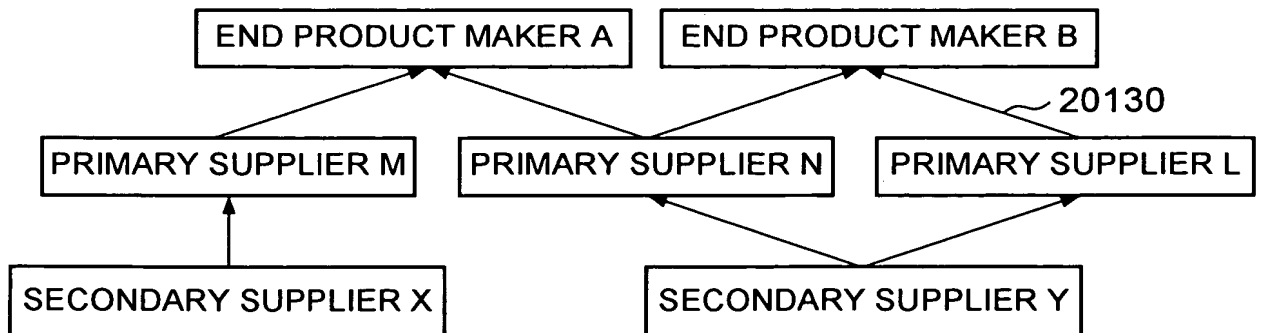 END PRODUCT MAKER A
END PRODUCT MAKER B
20130
PRIMARY SUPPLIER M
PRIMARY SUPPLIER N
PRIMARY SUPPLIER L
SECONDARY SUPPLIER X
SECONDARY SUPPLIER Y